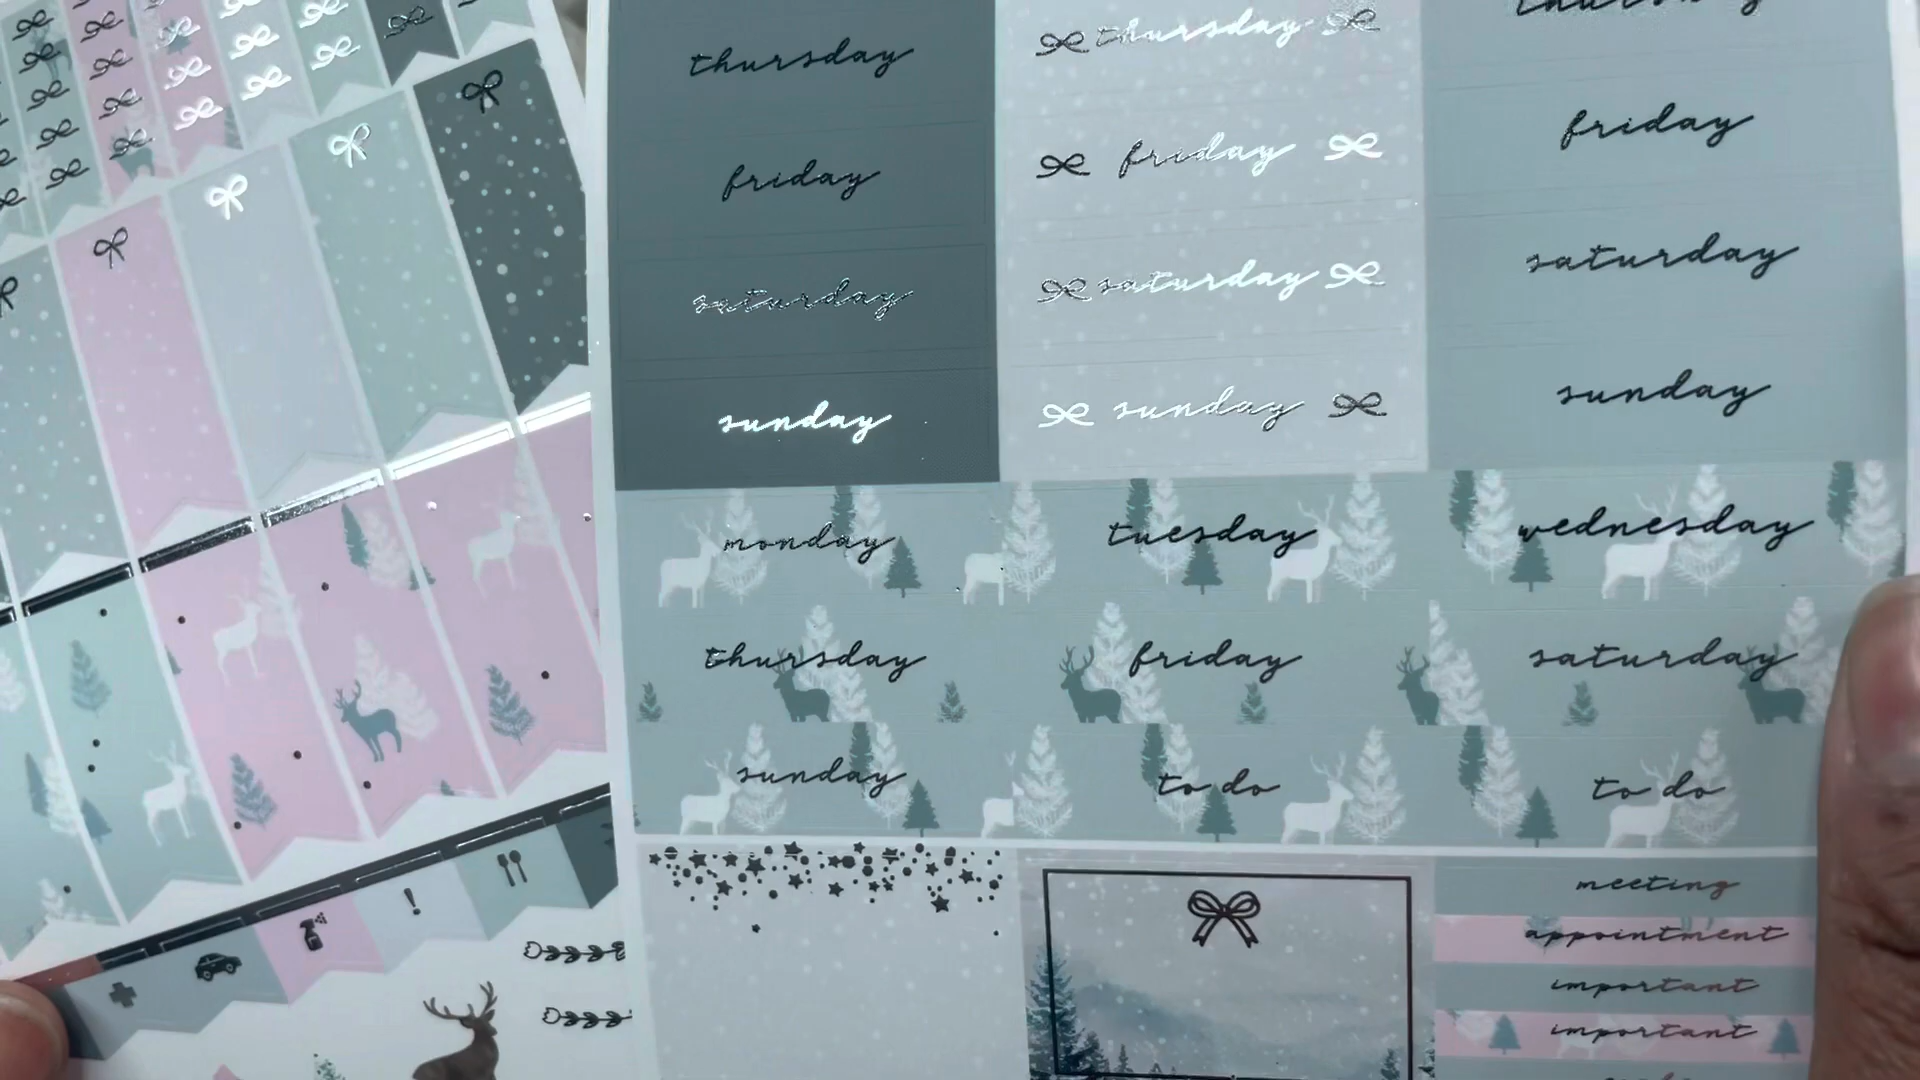 thursday thursday thursday
friday friday friday
saturday saturday saturday
sunday sunday sunday
monday tuesday wednesday
thursday friday saturday
sunday to do to do
meeting
appointment
important
important